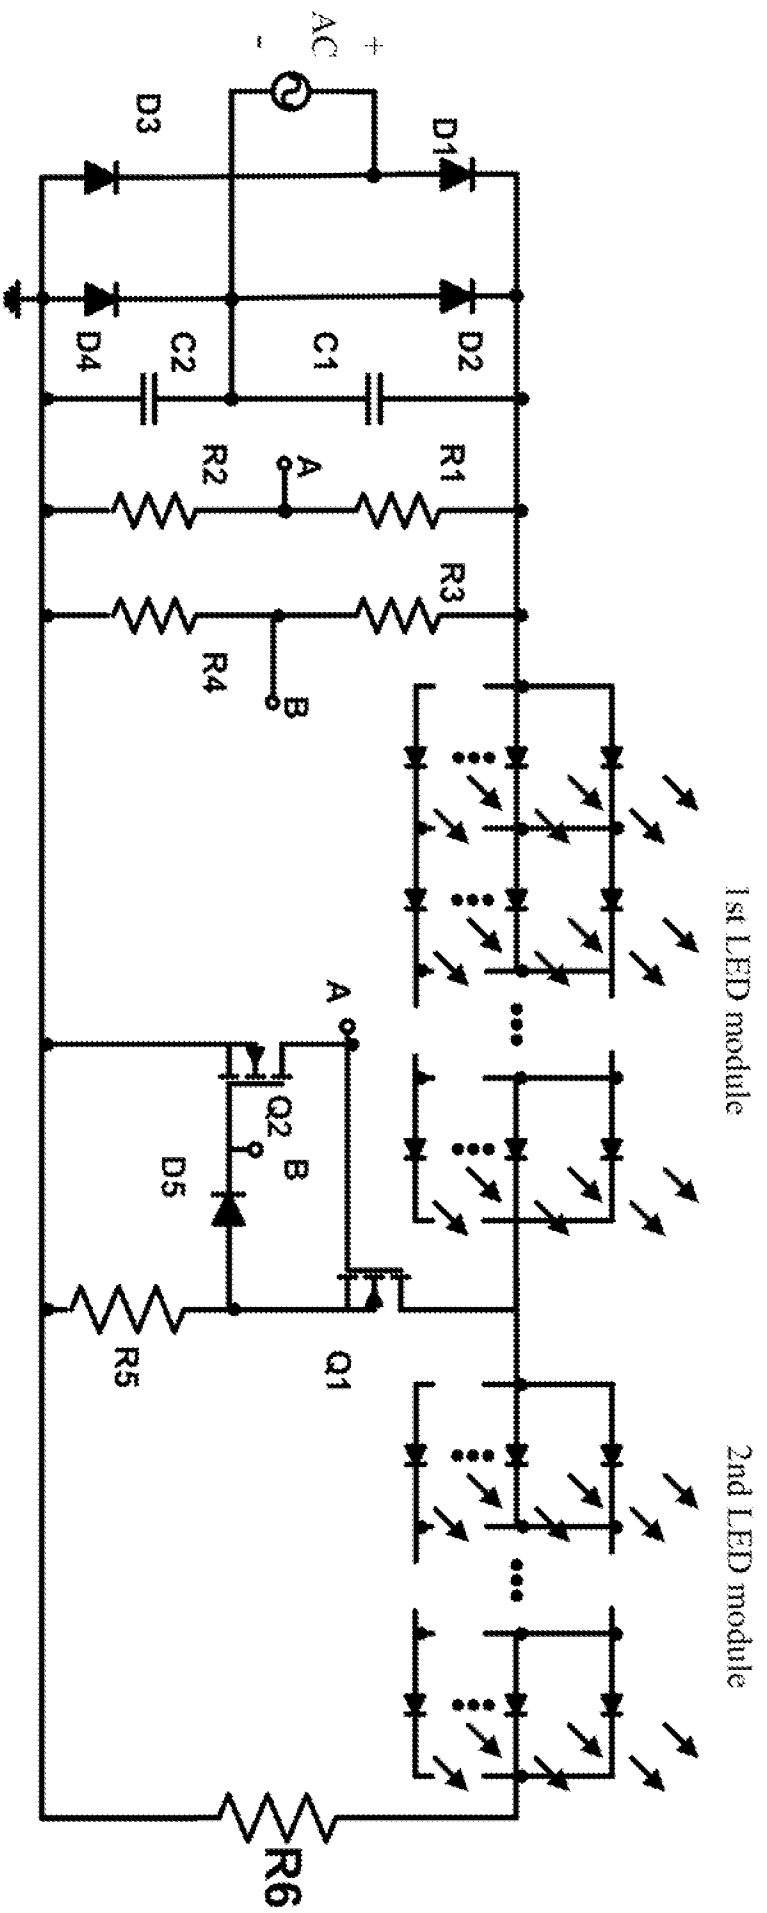 1st LED module
2nd LED module
+
AC
-
D1
D3
D2
D4
C1
C2
R1
A
R2
R3
B
R4
A
Q2
B
D5
Q1
R5
R6